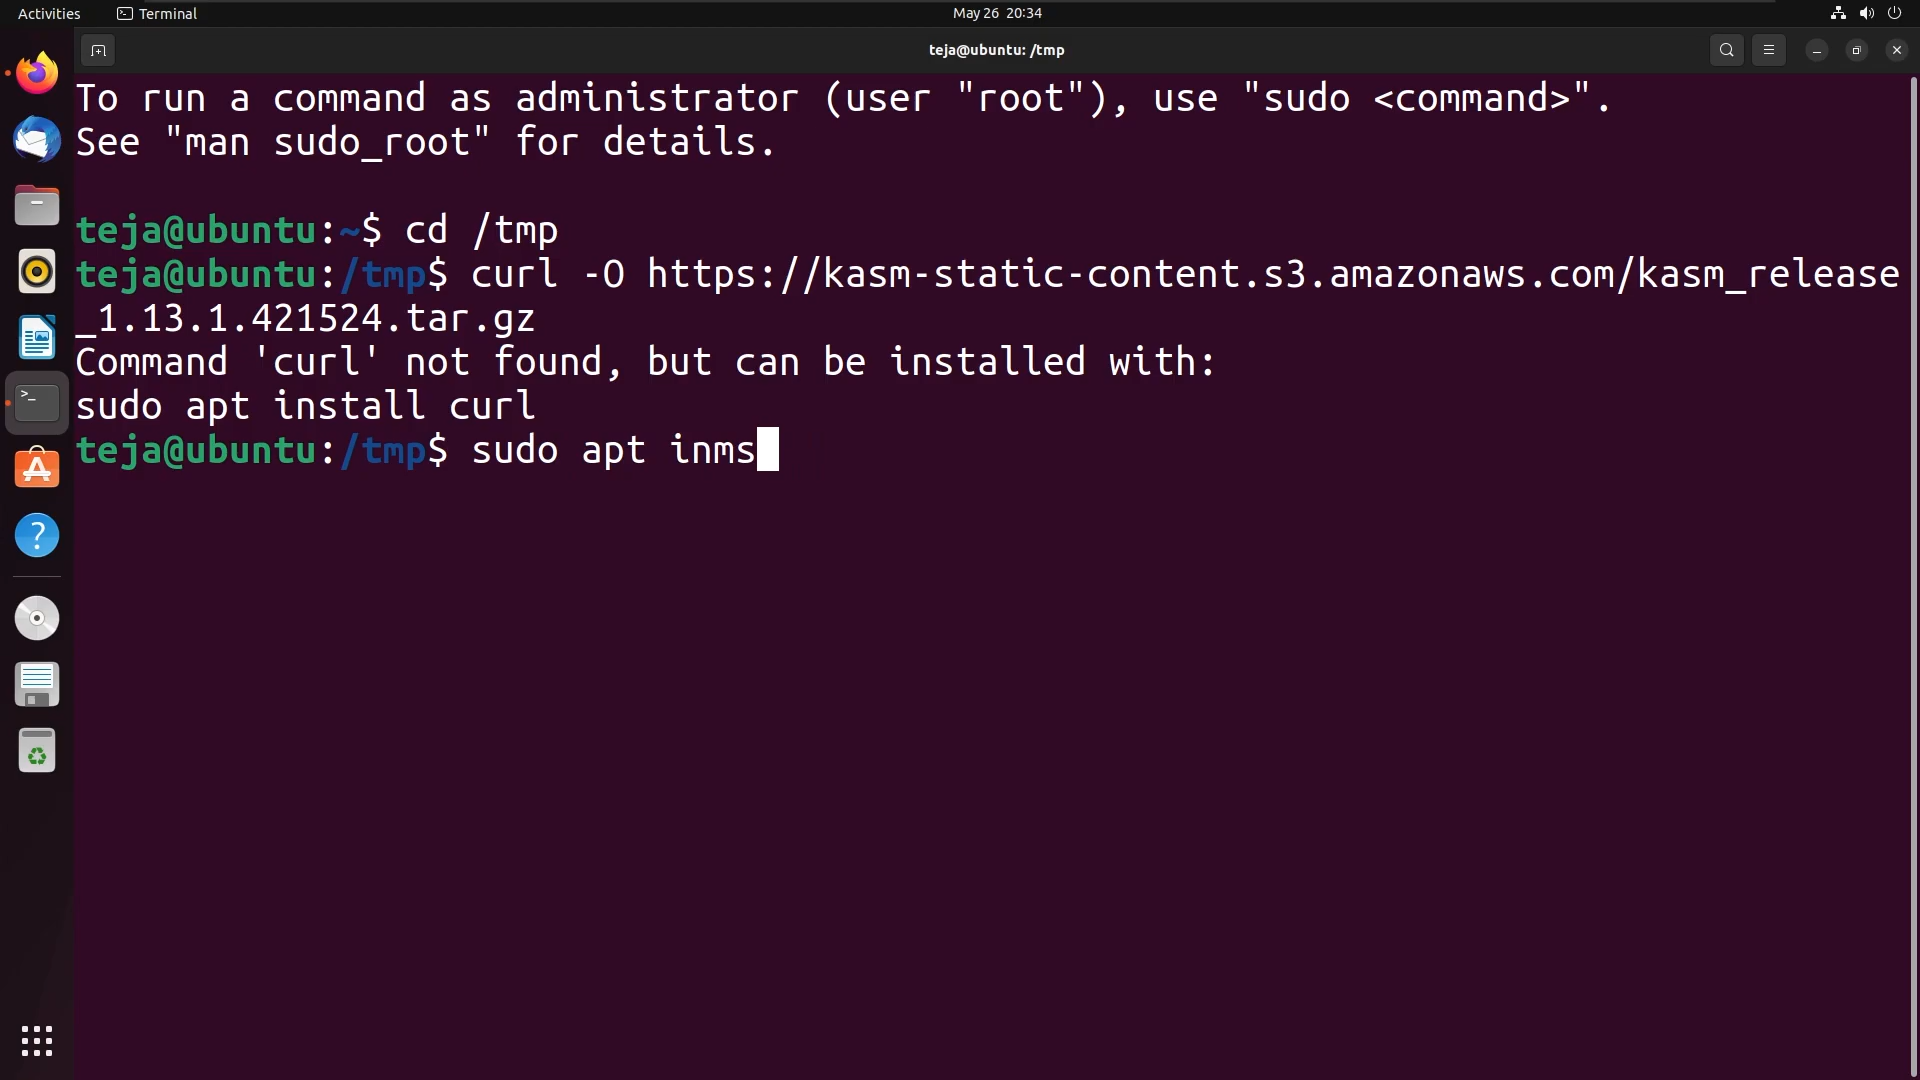 Activities Terminal May 26 20:34
teja@ubuntu: /tmp
To run a command as administrator (user "root"), use "sudo <command>".
See "man sudo_root" for details.
teja@ubuntu:~$ cd /tmp
teja@ubuntu:/tmp$ curl -O https://kasm-static-content.s3.amazonaws.com/kasm_release
_1.13.1.421524.tar.gz
Command 'curl' not found, but can be installed with:
sudo apt install curl
teja@ubuntu:/tmp$ sudo apt inms